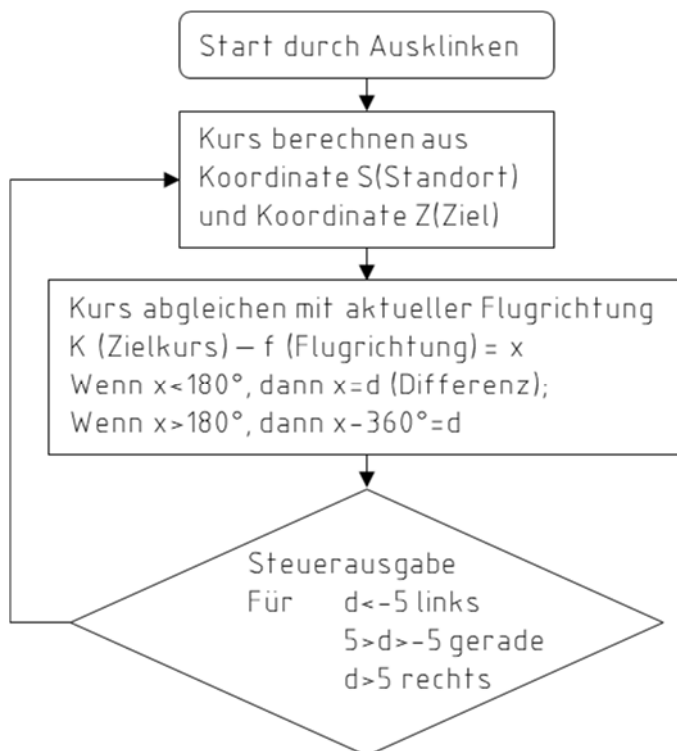 Start durch Ausklinken
Kurs berechnen aus
Koordinate S(Standort)
und Koordinate Z(Ziel)
Kurs abgleichen mit aktueller Flugrichtung
K (Zielkurs) – f (Flugrichtung) = x
Wenn x<180°, dann x=d (Differenz);
Wenn x>180°, dann x-360°=d
Steuerausgabe
Für d<-5 links
5>d>-5 gerade
d>5 rechts